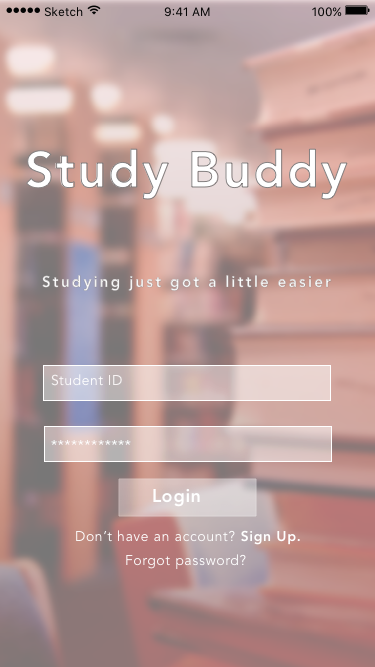 ●●●●● Sketch 9:41 AM 100%
Study Buddy
Studying just got a little easier
Student ID
************
Login
Don't have an account? Sign Up.
Forgot password?